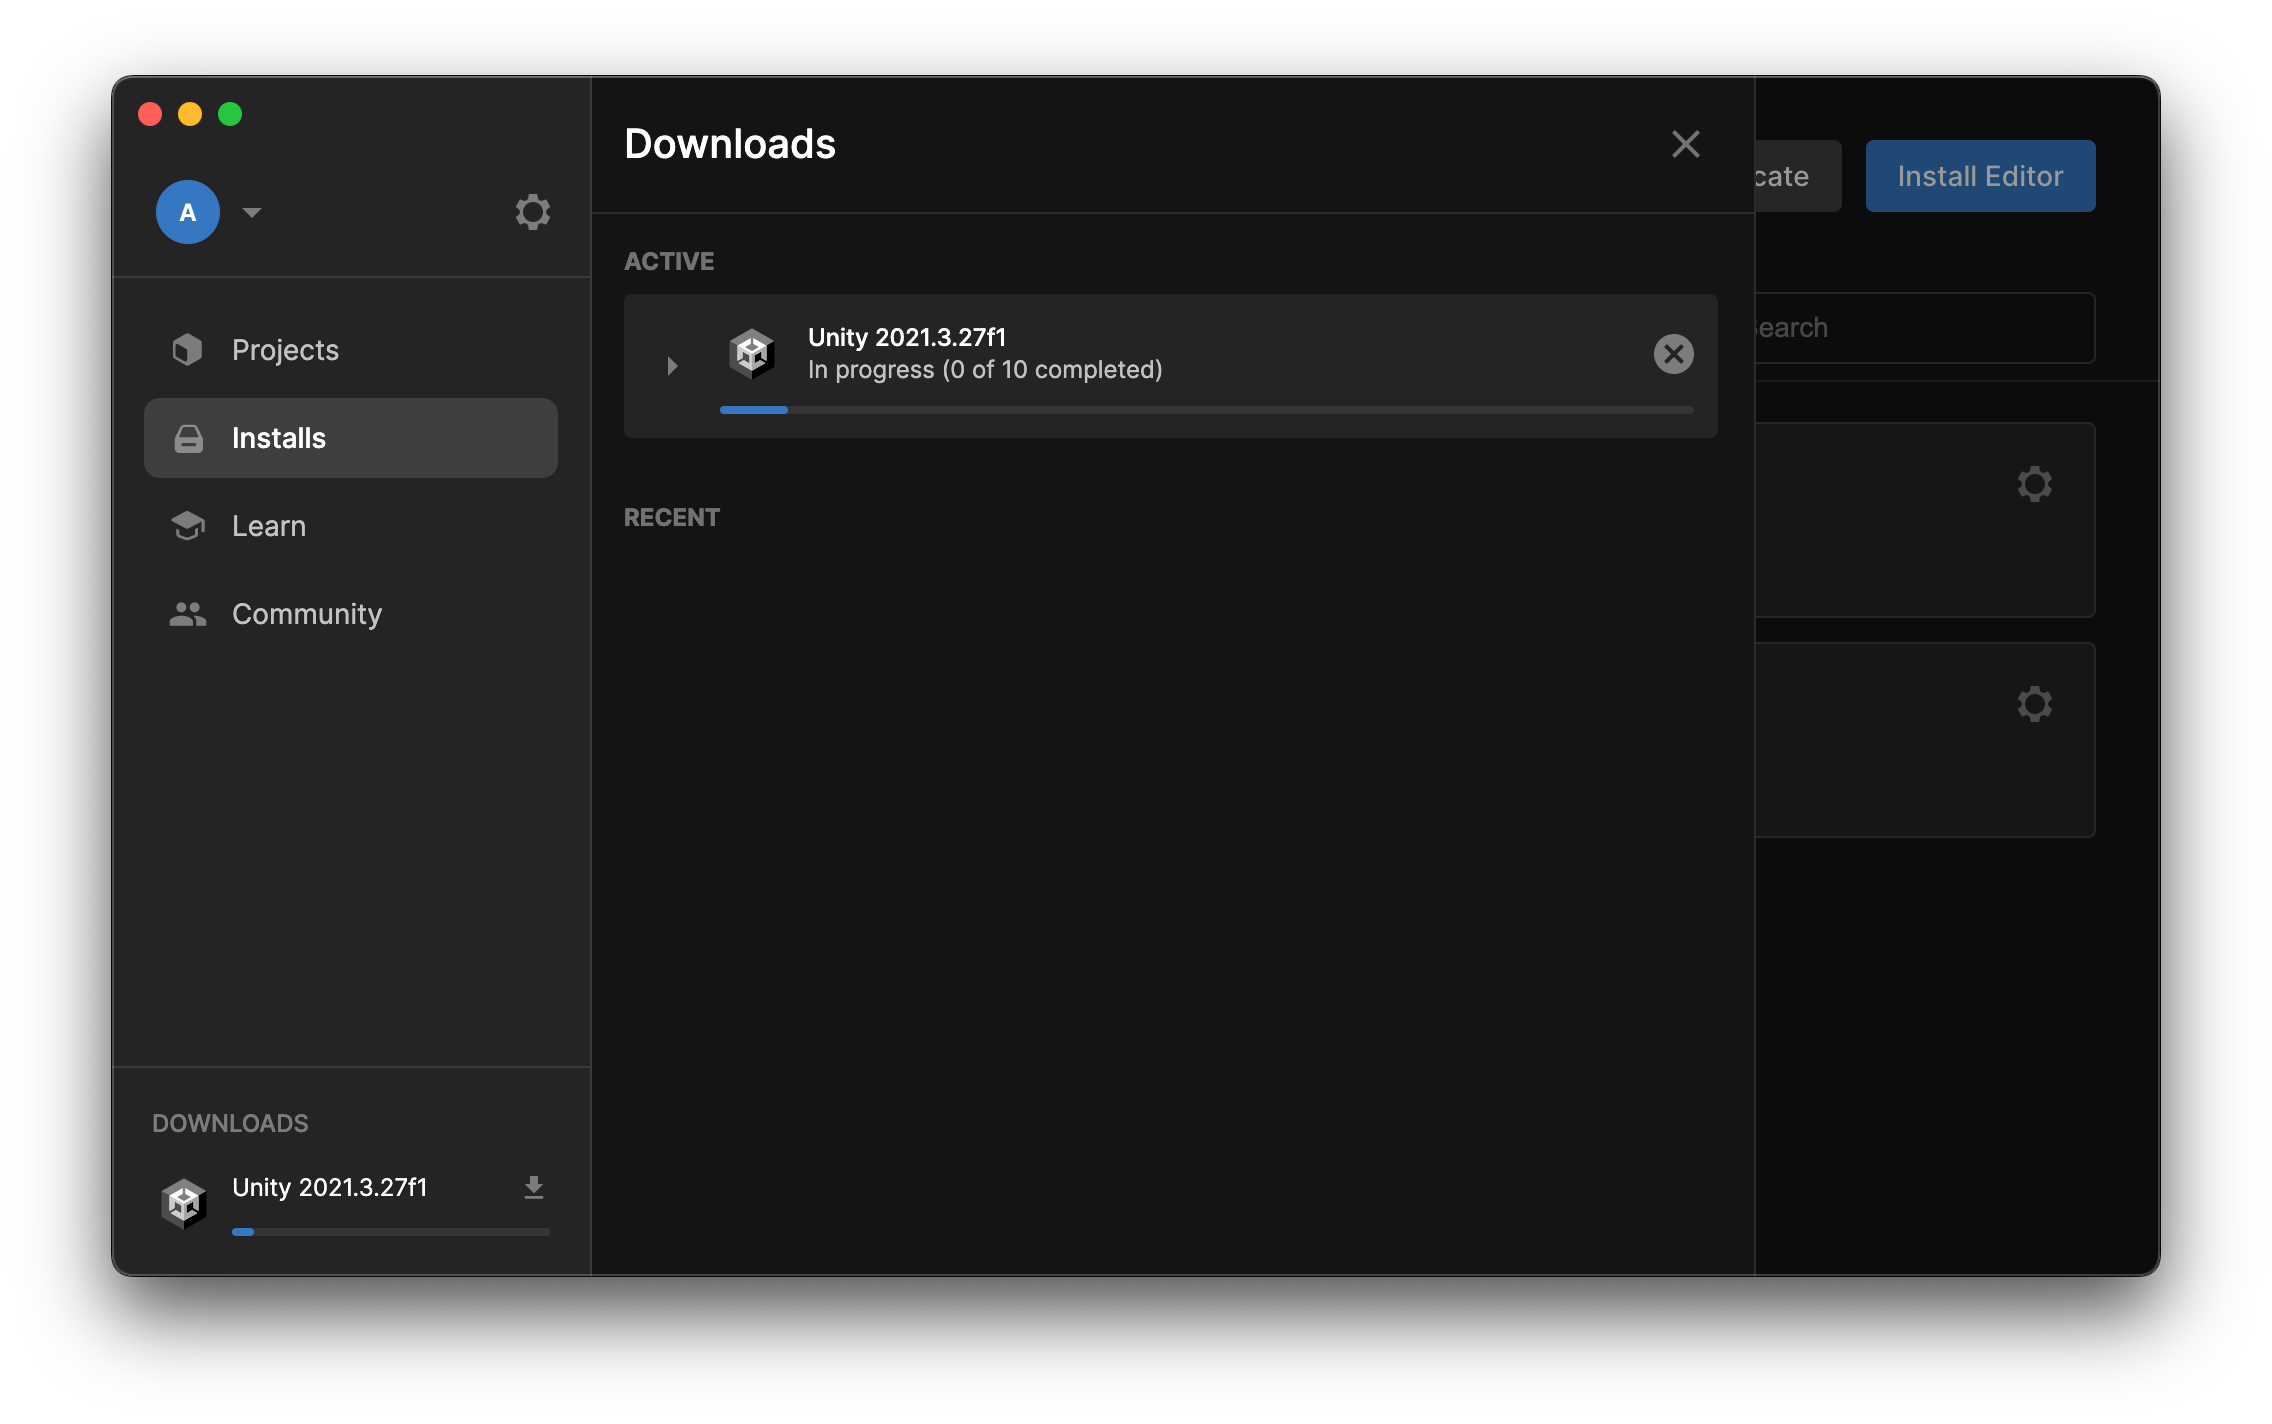 A
Projects
Installs
Learn
Community
DOWNLOADS
Unity 2021.3.27f1
Downloads
ACTIVE
Unity 2021.3.27f1
In progress (0 of 10 completed)
RECENT
cate
Install Editor
earch